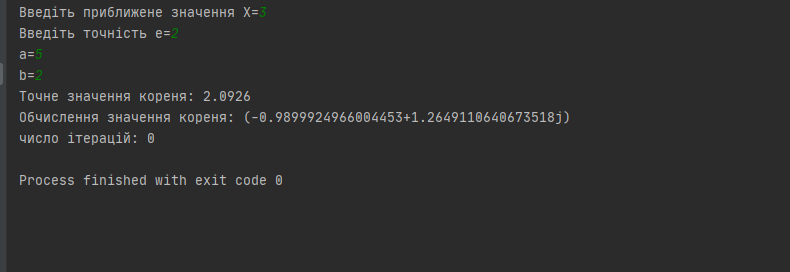 Введіть приближене значення X=3
Введіть точність e=2
a=5
b=2
Точне значення кореня: 2.0926
Обчислення значення кореня: (-0.9899924966004453+1.2649110640673518j)
число ітерацій: 0
Process finished with exit code 0